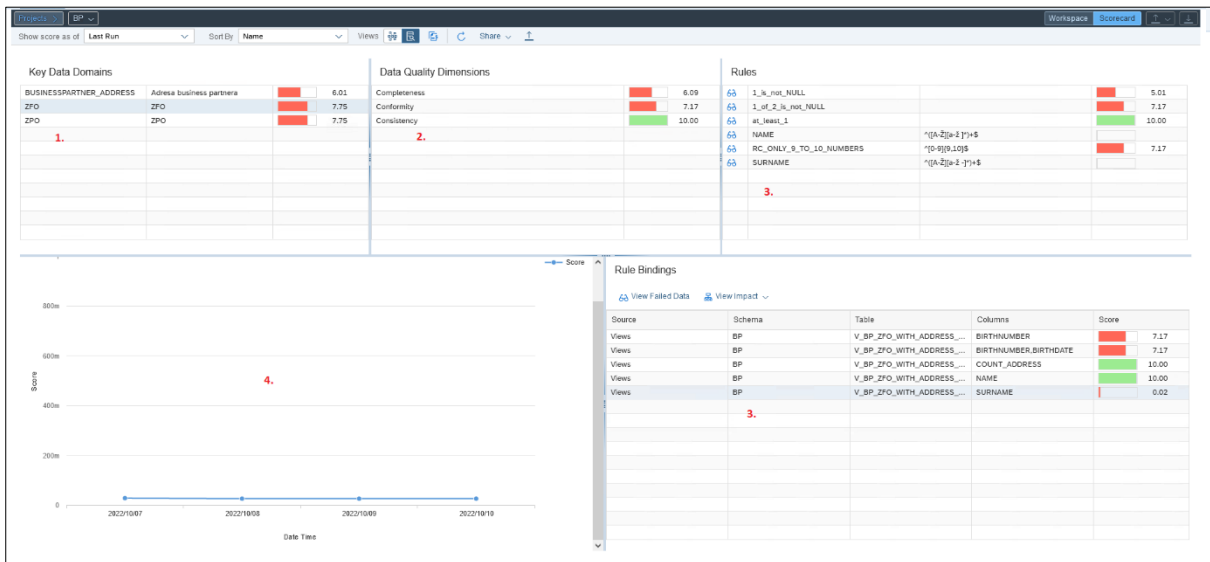 Projects > BP
Workspace Scorecard
Show score as of Last Run Sort By Name Views Share
Key Data Domains
BUSINESSPARTNER_ADDRESS Adresa business partnera 6.01
ZFO ZFO 7.75
ZPO ZPO 7.75
1.
Data Quality Dimensions
Completeness 6.09
Conformity 7.17
Consistency 10.00
2.
Rules
1_is_not_NULL 5.01
1_of_2_is_not_NULL 7.17
at_least_1 10.00
NAME ^([A-Ž][a-ž ]*)+$
RC_ONLY_9_TO_10_NUMBERS ^[0-9]{9,10}$ 7.17
SURNAME ^([A-Ž][a-ž -]*)+$
3.
Score
800m
600m
400m
200m
0
Score
4.
2022/10/07 2022/10/08 2022/10/09 2022/10/10
Date Time
Rule Bindings
View Failed Data View Impact
Source Schema Table Columns Score
Views BP V_BP_ZFO_WITH_ADDRESS_... BIRTHNUMBER 7.17
Views BP V_BP_ZFO_WITH_ADDRESS_... BIRTHNUMBER,BIRTHDATE 7.17
Views BP V_BP_ZFO_WITH_ADDRESS_... COUNT_ADDRESS 10.00
Views BP V_BP_ZFO_WITH_ADDRESS_... NAME 10.00
Views BP V_BP_ZFO_WITH_ADDRESS_... SURNAME 0.02
3.